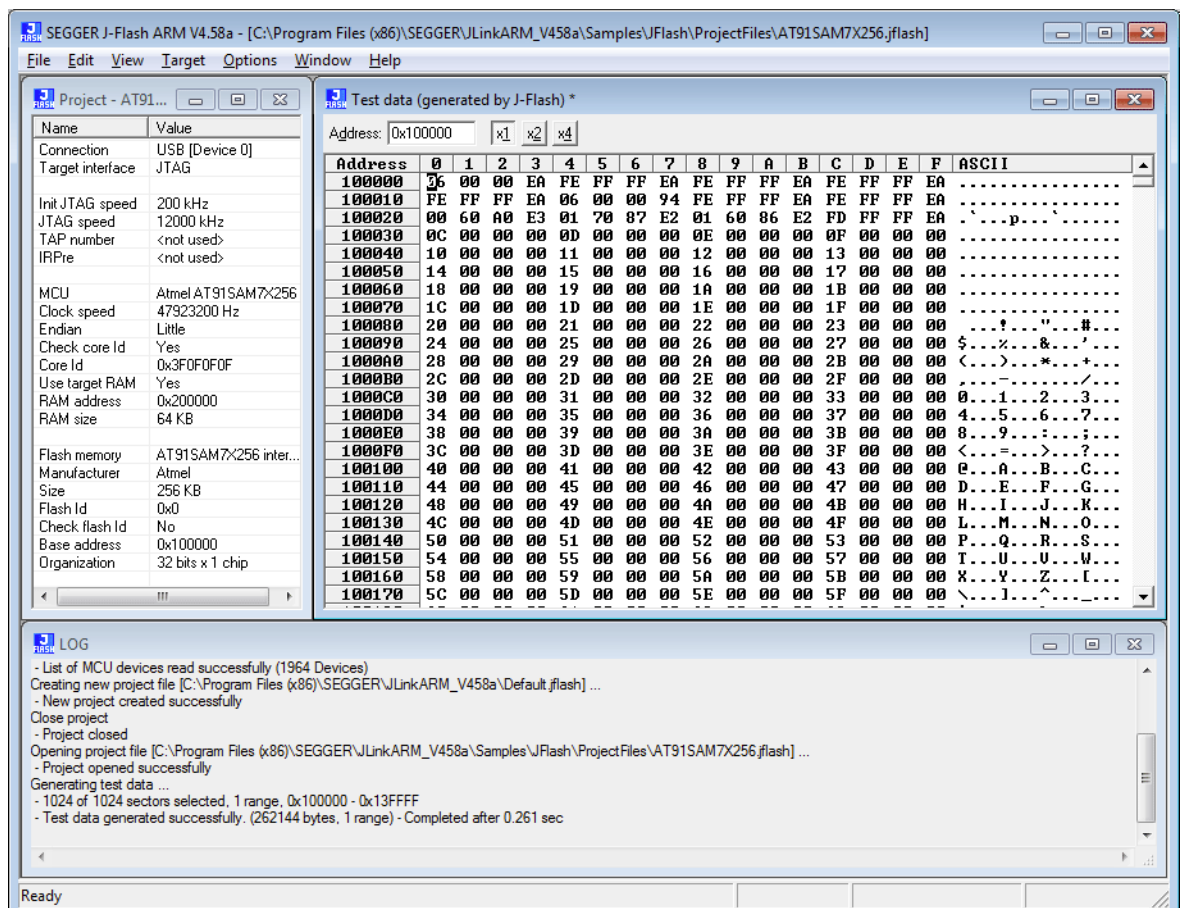 SEGGER J-Flash ARM V4.58a - [C:\Program Files (x86)\SEGGER\JLinkARM_V458a\Samples\JFlash\ProjectFiles\AT91SAM7X256.jflash]
File Edit View Target Options Window Help
Project - AT91...
Name Value
Connection USB [Device 0]
Target interface JTAG
Init JTAG speed 200 kHz
JTAG speed 12000 kHz
TAP number <not used>
IRPre <not used>
MCU Atmel AT91SAM7X256
Clock speed 47923200 Hz
Endian Little
Check core Id Yes
Core Id 0x3F0F0F0F
Use target RAM Yes
RAM address 0x200000
RAM size 64 KB
Flash memory AT91SAM7X256 inter...
Manufacturer Atmel
Size 256 KB
Flash Id 0x0
Check flash Id No
Base address 0x100000
Organization 32 bits x 1 chip
Test data (generated by J-Flash) *
Address: 0x100000 x1 x2 x4
Address 0 1 2 3 4 5 6 7 8 9 A B C D E F ASCII
100000 06 00 00 EA FE FF FF EA FE FF FF EA FE FF FF EA ................
100010 FE FF FF EA 06 00 00 94 FE FF FF EA FE FF FF EA ................
100020 00 60 A0 E3 01 70 87 E2 01 60 86 E2 FD FF FF EA .`...p...`......
100030 0C 00 00 00 0D 00 00 00 0E 00 00 00 0F 00 00 00 ................
100040 10 00 00 00 11 00 00 00 12 00 00 00 13 00 00 00 ................
100050 14 00 00 00 15 00 00 00 16 00 00 00 17 00 00 00 ................
100060 18 00 00 00 19 00 00 00 1A 00 00 00 1B 00 00 00 ................
100070 1C 00 00 00 1D 00 00 00 1E 00 00 00 1F 00 00 00 ................
100080 20 00 00 00 21 00 00 00 22 00 00 00 23 00 00 00  ...!..."...#...
100090 24 00 00 00 25 00 00 00 26 00 00 00 27 00 00 00 $...%...&...'...
1000A0 28 00 00 00 29 00 00 00 2A 00 00 00 2B 00 00 00 (...)...*...+...
1000B0 2C 00 00 00 2D 00 00 00 2E 00 00 00 2F 00 00 00 ,...-......./...
1000C0 30 00 00 00 31 00 00 00 32 00 00 00 33 00 00 00 0...1...2...3...
1000D0 34 00 00 00 35 00 00 00 36 00 00 00 37 00 00 00 4...5...6...7...
1000E0 38 00 00 00 39 00 00 00 3A 00 00 00 3B 00 00 00 8...9...:...;...
1000F0 3C 00 00 00 3D 00 00 00 3E 00 00 00 3F 00 00 00 <...=...>...?...
100100 40 00 00 00 41 00 00 00 42 00 00 00 43 00 00 00 @...A...B...C...
100110 44 00 00 00 45 00 00 00 46 00 00 00 47 00 00 00 D...E...F...G...
100120 48 00 00 00 49 00 00 00 4A 00 00 00 4B 00 00 00 H...I...J...K...
100130 4C 00 00 00 4D 00 00 00 4E 00 00 00 4F 00 00 00 L...M...N...O...
100140 50 00 00 00 51 00 00 00 52 00 00 00 53 00 00 00 P...Q...R...S...
100150 54 00 00 00 55 00 00 00 56 00 00 00 57 00 00 00 T...U...V...W...
100160 58 00 00 00 59 00 00 00 5A 00 00 00 5B 00 00 00 X...Y...Z...[...
100170 5C 00 00 00 5D 00 00 00 5E 00 00 00 5F 00 00 00 \...]...^..._...
LOG
- List of MCU devices read successfully (1964 Devices)
Creating new project file [C:\Program Files (x86)\SEGGER\JLinkARM_V458a\Default.jflash] ...
- New project created successfully
Close project
- Project closed
Opening project file [C:\Program Files (x86)\SEGGER\JLinkARM_V458a\Samples\JFlash\ProjectFiles\AT91SAM7X256.jflash] ...
- Project opened successfully
Generating test data ...
- 1024 of 1024 sectors selected, 1 range, 0x100000 - 0x13FFFF
- Test data generated successfully. (262144 bytes, 1 range) - Completed after 0.261 sec
Ready